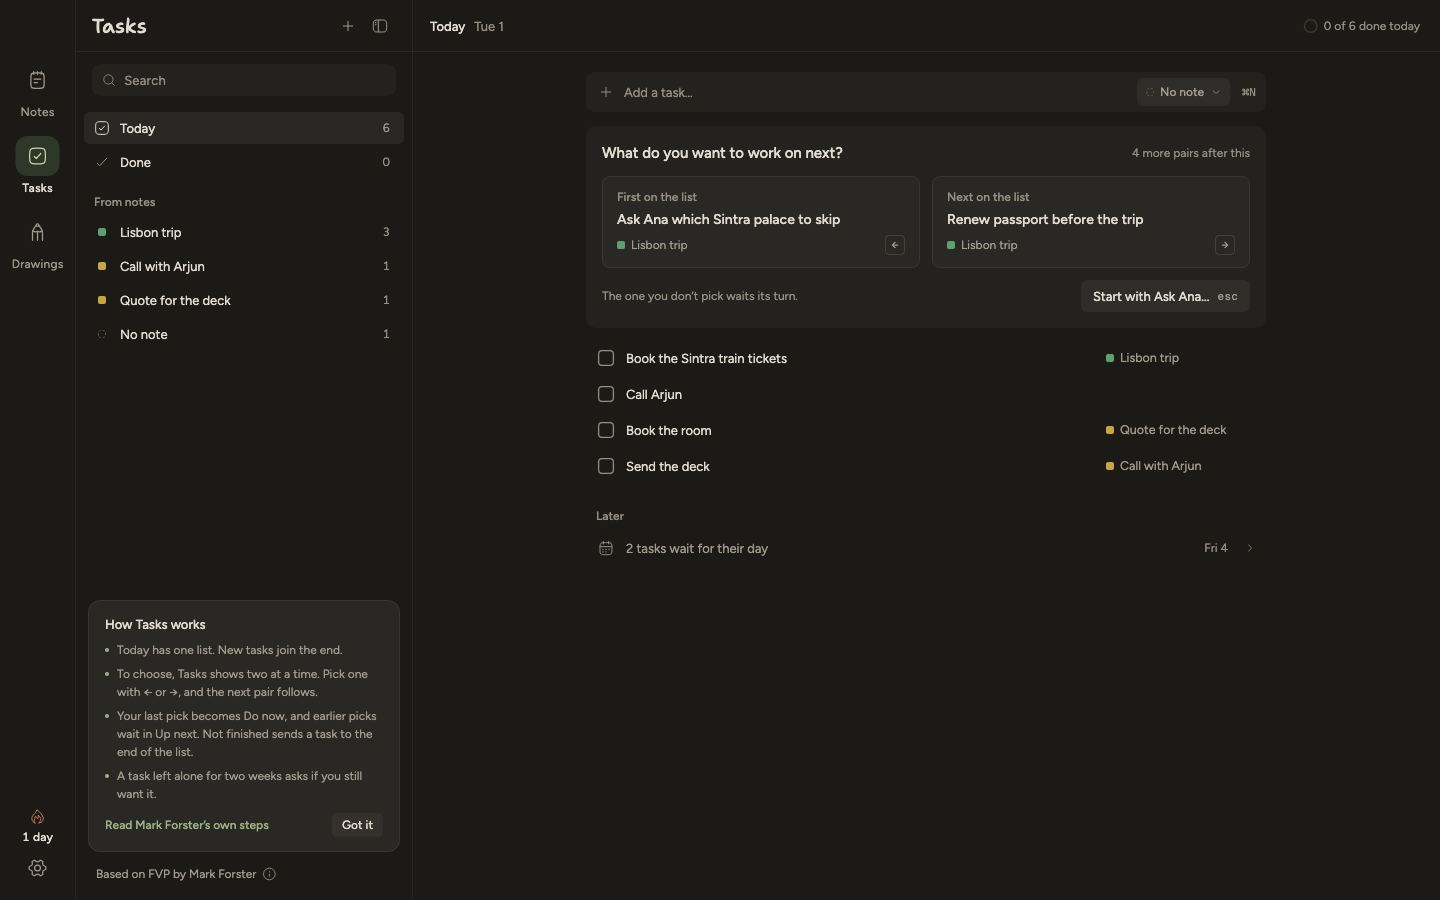 Tasks
Search
Today 6
Done 0
From notes
Lisbon trip 3
Call with Arjun 1
Quote for the deck 1
No note 1
Notes
Tasks
Drawings
1 day
How Tasks works
• Today has one list. New tasks join the end.
• To choose, Tasks shows two at a time. Pick one
with ← or →, and the next pair follows.
• Your last pick becomes Do now, and earlier picks
wait in Up next. Not finished sends a task to the
end of the list.
• A task left alone for two weeks asks if you still
want it.
Read Mark Forster's own steps Got it
Based on FVP by Mark Forster
Today Tue 1
0 of 6 done today
Add a task... No note ⌘N
What do you want to work on next? 4 more pairs after this
First on the list
Ask Ana which Sintra palace to skip
Lisbon trip ←
Next on the list
Renew passport before the trip
Lisbon trip →
The one you don't pick waits its turn. Start with Ask Ana... esc
Book the Sintra train tickets Lisbon trip
Call Arjun
Book the room Quote for the deck
Send the deck Call with Arjun
Later
2 tasks wait for their day Fri 4